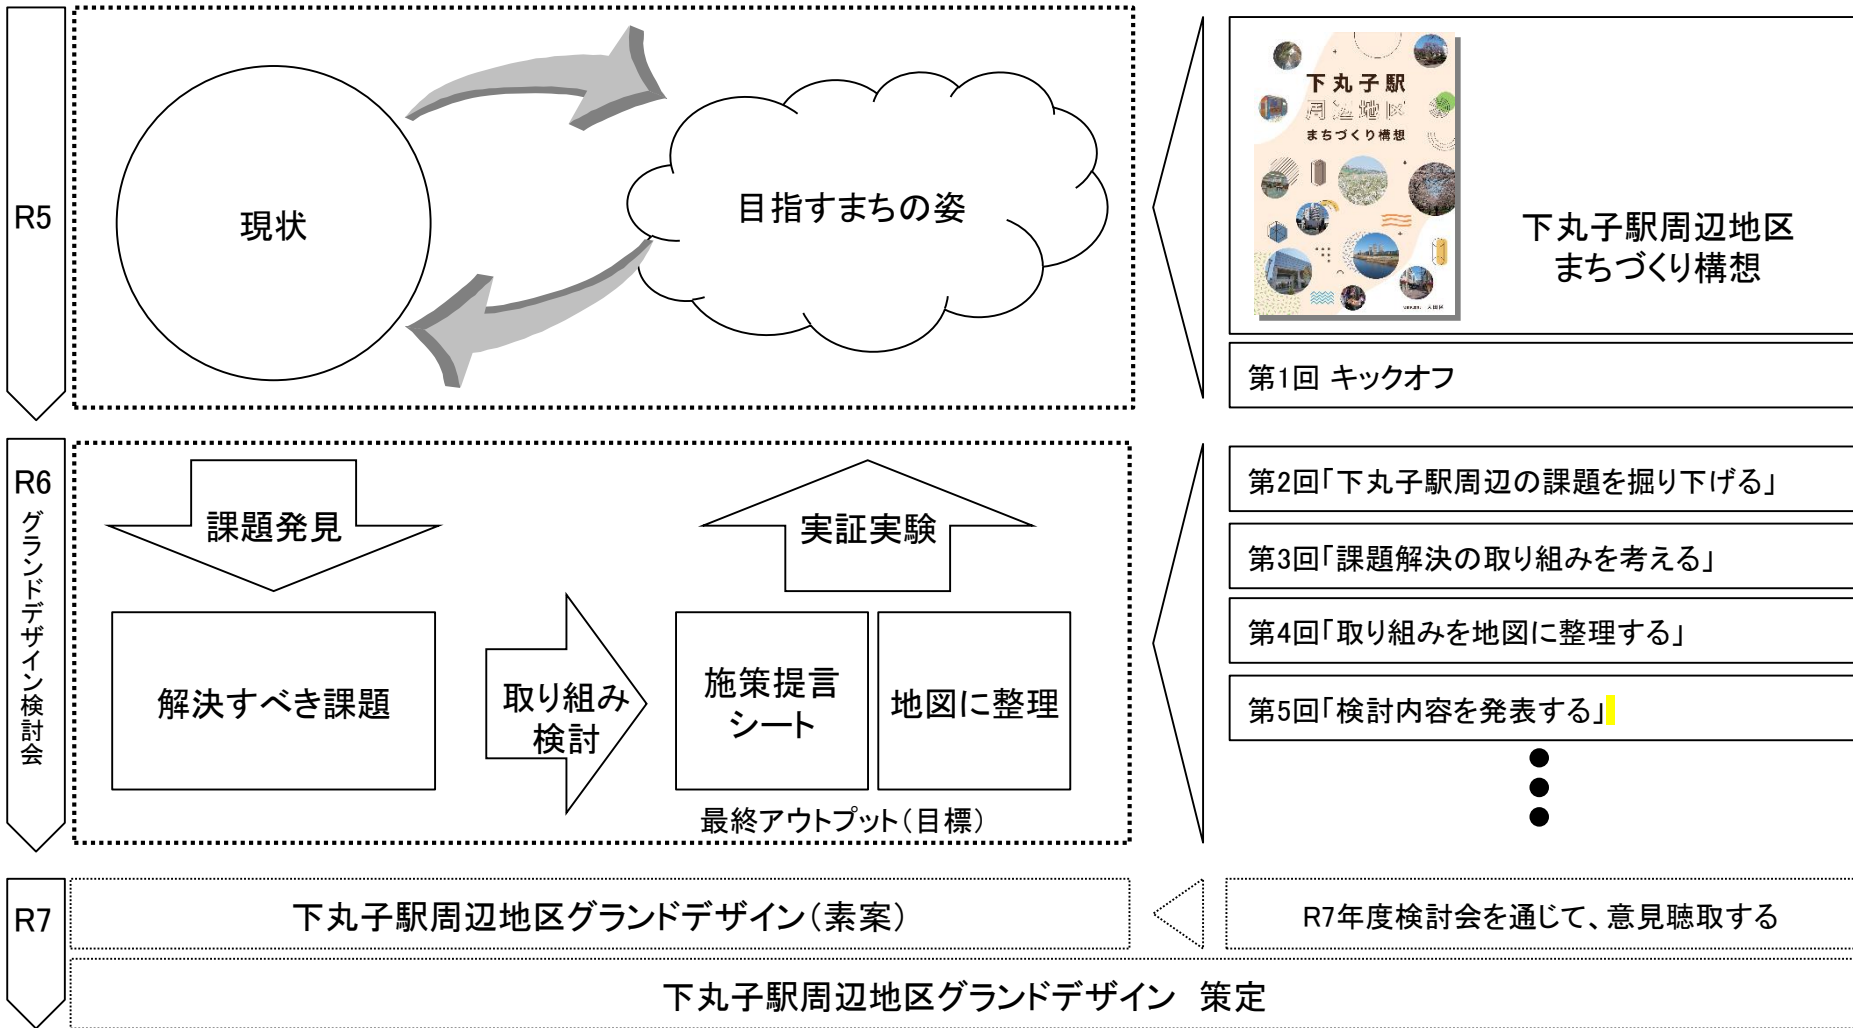 R5
現状
目指すまちの姿
下丸子駅
周辺地区
まちづくり構想
下丸子駅周辺地区
まちづくり構想
第1回 キックオフ
R6
グランドデザイン検討会
課題発見
実証実験
解決すべき課題
取り組み
検討
施策提言
シート
地図に整理
最終アウトプット（目標）
第2回「下丸子駅周辺の課題を掘り下げる」
第3回「課題解決の取り組みを考える」
第4回「取り組みを地図に整理する」
第5回「検討内容を発表する」
R7
下丸子駅周辺地区グランドデザイン（素案）
R7年度検討会を通じて、意見聴取する
下丸子駅周辺地区グランドデザイン　策定